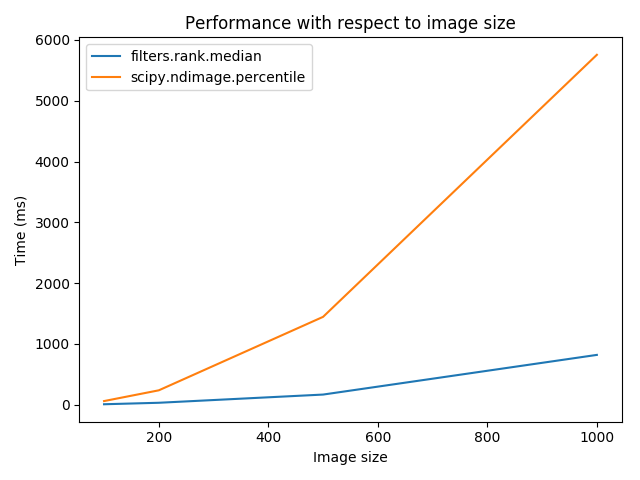 Performance with respect to image size
filters.rank.median
scipy.ndimage.percentile
6000
5000
4000
3000
2000
1000
0
Time (ms)
200
400
600
800
1000
Image size